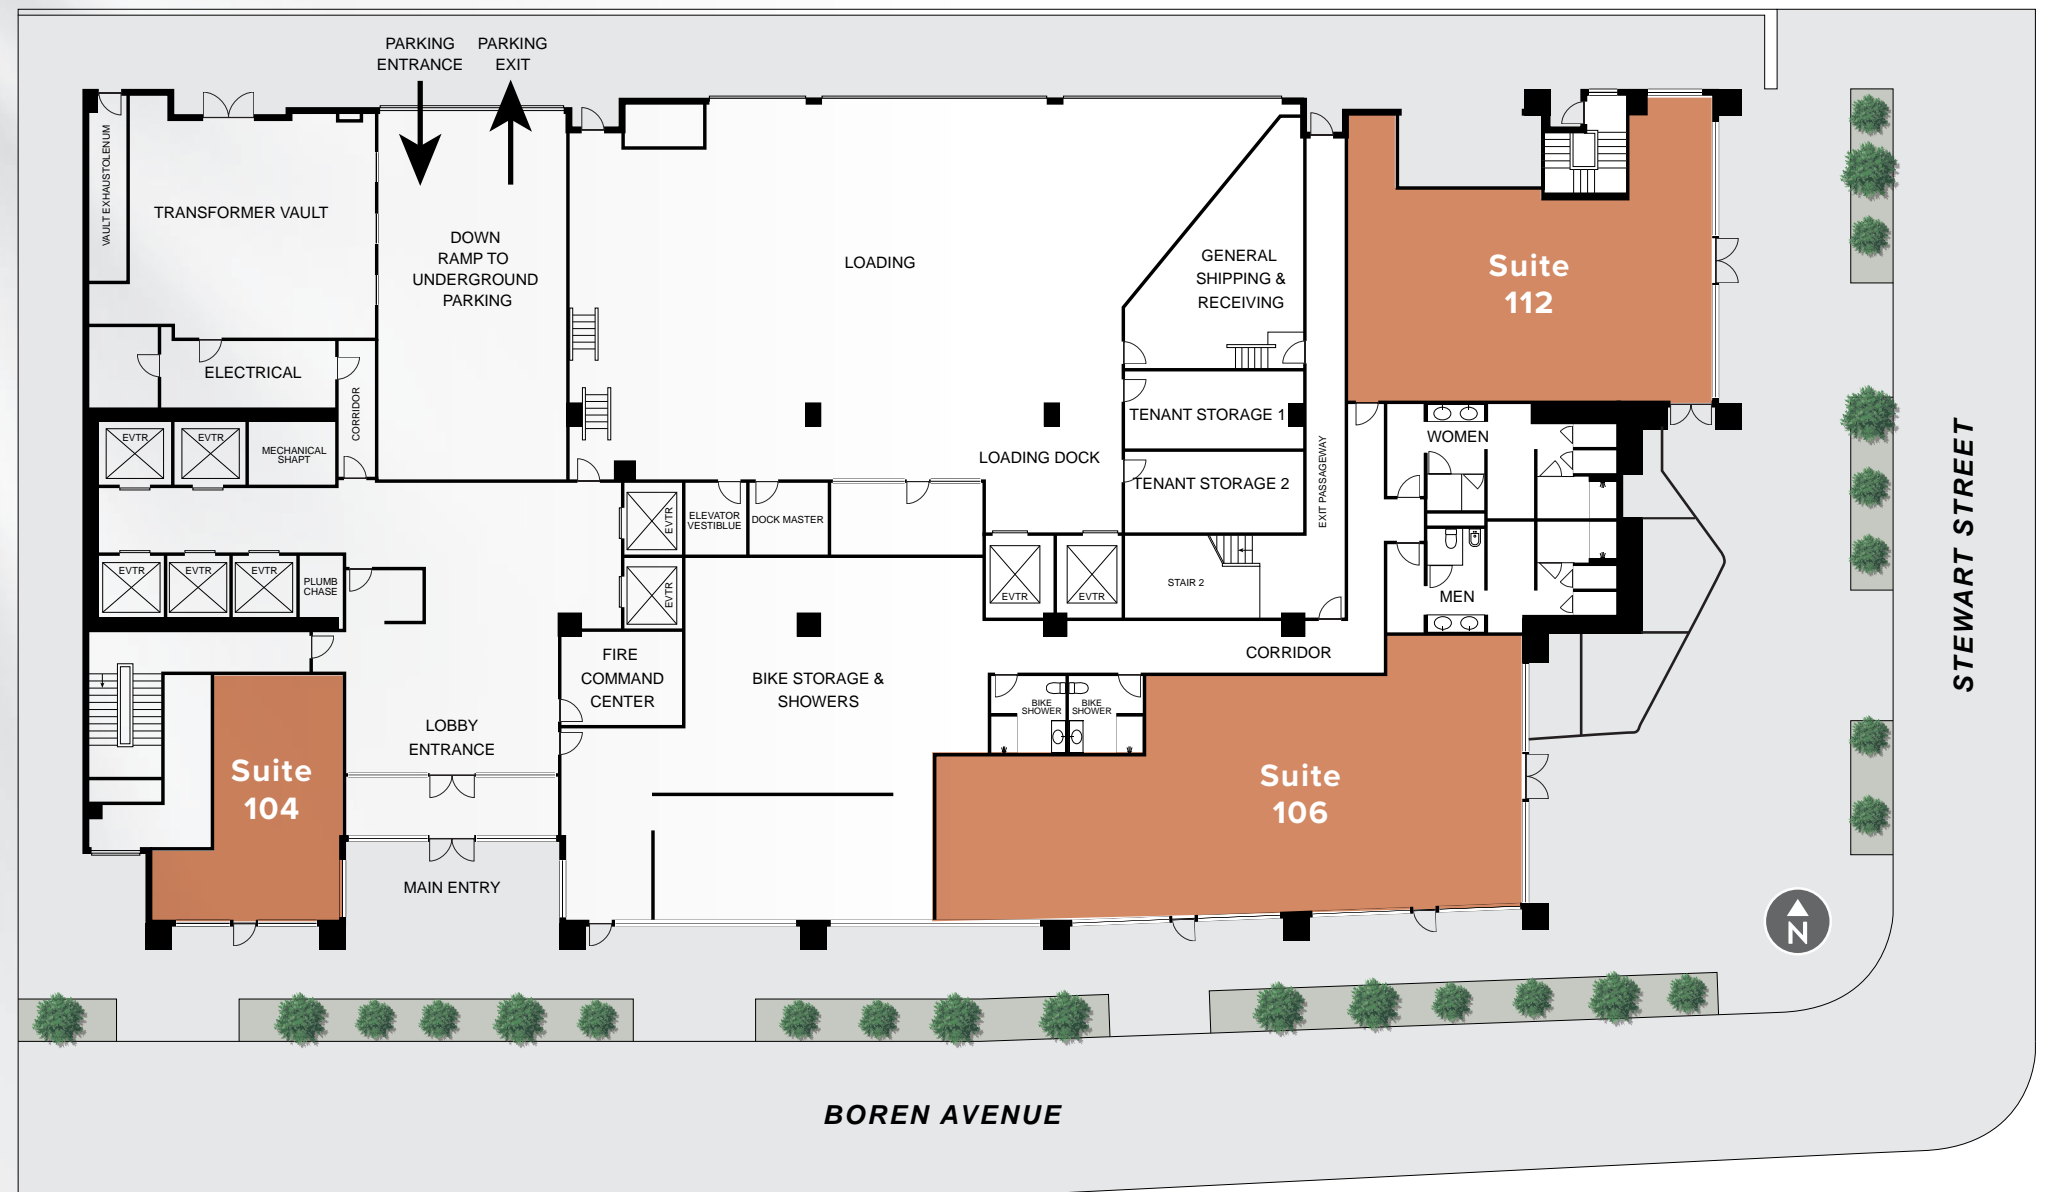 PARKING
ENTRANCE
PARKING
EXIT
VAULT EXHAUSTOLENUM
TRANSFORMER VAULT
DOWN
RAMP TO
UNDERGROUND
PARKING
LOADING
GENERAL
SHIPPING &
RECEIVING
Suite
112
ELECTRICAL
CORRIDOR
TENANT STORAGE 1
EVTR
EVTR
MECHANICAL
SHAPT
LOADING DOCK
TENANT STORAGE 2
EXIT PASSAGEWAY
WOMEN
STEWART STREET
EVTR
ELEVATOR
VESTIBLUE
DOCK MASTER
EVTR
EVTR
EVTR
PLUMB
CHASE
EVTR
EVTR
EVTR
STAIR 2
MEN
FIRE
COMMAND
CENTER
BIKE STORAGE &
SHOWERS
CORRIDOR
BIKE
SHOWER
BIKE
SHOWER
LOBBY
ENTRANCE
Suite
104
Suite
106
MAIN ENTRY
N
BOREN AVENUE